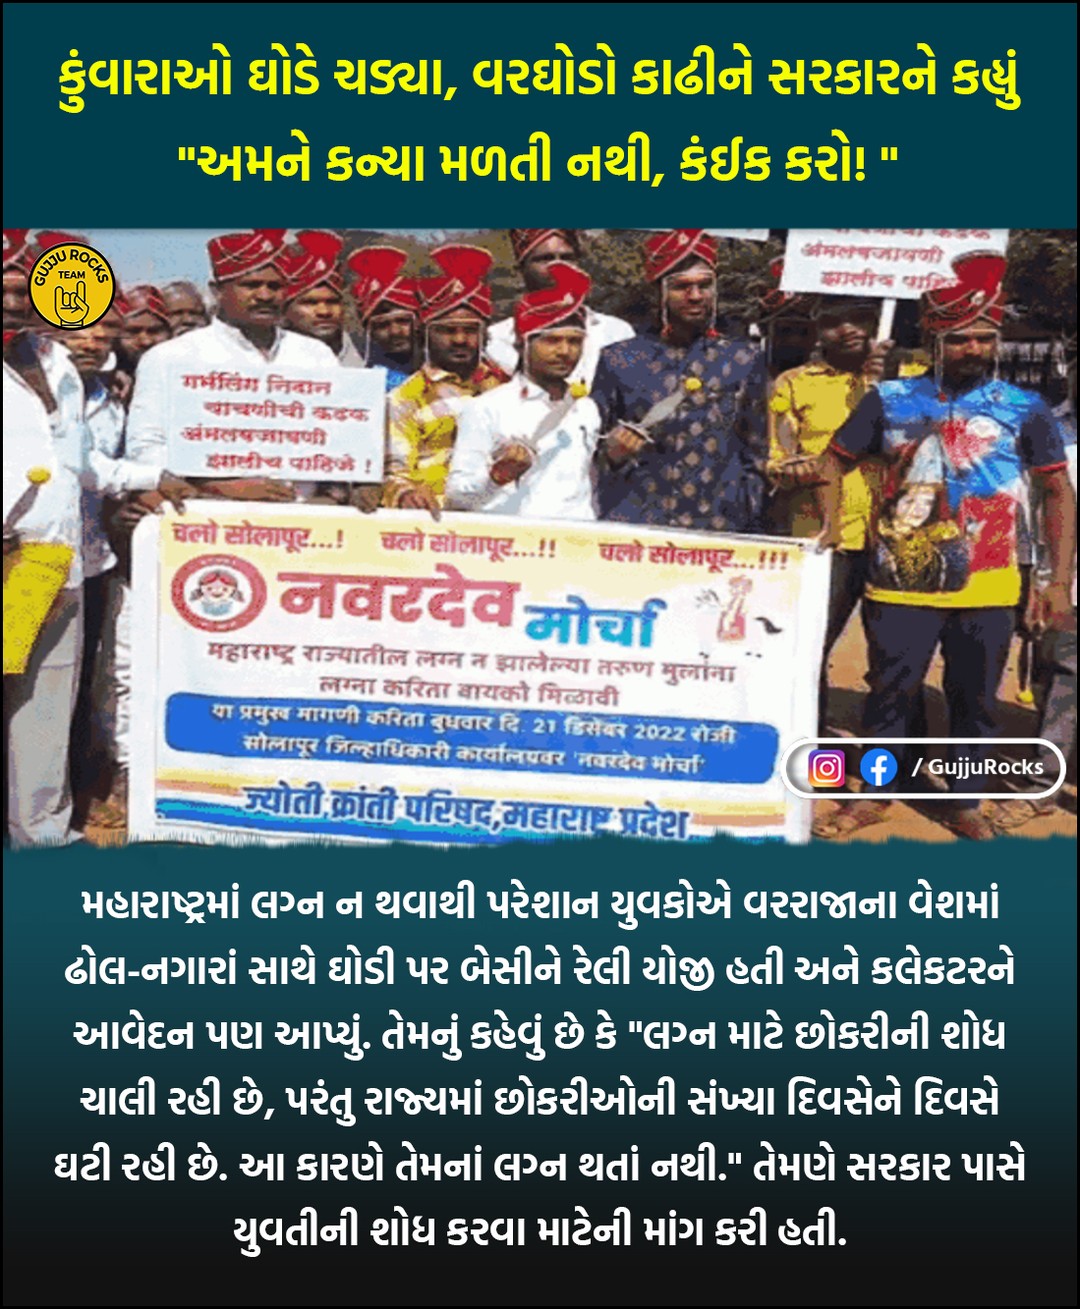 કુંવારાઓ ઘોડે ચડ્યા, વરઘોડો કાઢીને સરકારને કહ્યું
"અમને કન્યા મળતી નથી, કંઈક કરો! "
GUJJU ROCKS
TEAM
अंमलबजावणी
झालीच पाहिजे
गर्भलिंग निदान
चाचणीची कडक
अंमलबजावणी
झालीच पाहिजे !
चलो सोलापूर...! चलो सोलापूर...!! चलो सोलापूर...!!!
नवरदेव मोर्चा
महाराष्ट्र राज्यातील लग्न न झालेल्या तरुण मुलांना
लग्ना करिता बायको मिळावी
या प्रमुख मागणी करिता बुधवार दि. 21 डिसेंबर 2022 रोजी
सोलापूर जिल्हाधिकारी कार्यालयवर 'नवरदेव मोर्चा'
ज्योती क्रांती परिषद, महाराष्ट्र प्रदेश
/ GujjuRocks
મહારાષ્ટ્રમાં લગ્ન ન થવાથી પરેશાન યુવકોએ વરરાજાના વેશમાં
ઢોલ-નગારાં સાથે ઘોડી પર બેસીને રેલી યોજી હતી અને કલેકટરને
આવેદન પણ આપ્યું. તેમનું કહેવું છે કે "લગ્ન માટે છોકરીની શોધ
ચાલી રહી છે, પરંતુ રાજ્યમાં છોકરીઓની સંખ્યા દિવસેને દિવસે
ઘટી રહી છે. આ કારણે તેમનાં લગ્ન થતાં નથી." તેમણે સરકાર પાસે
યુવતીની શોધ કરવા માટેની માંગ કરી હતી.